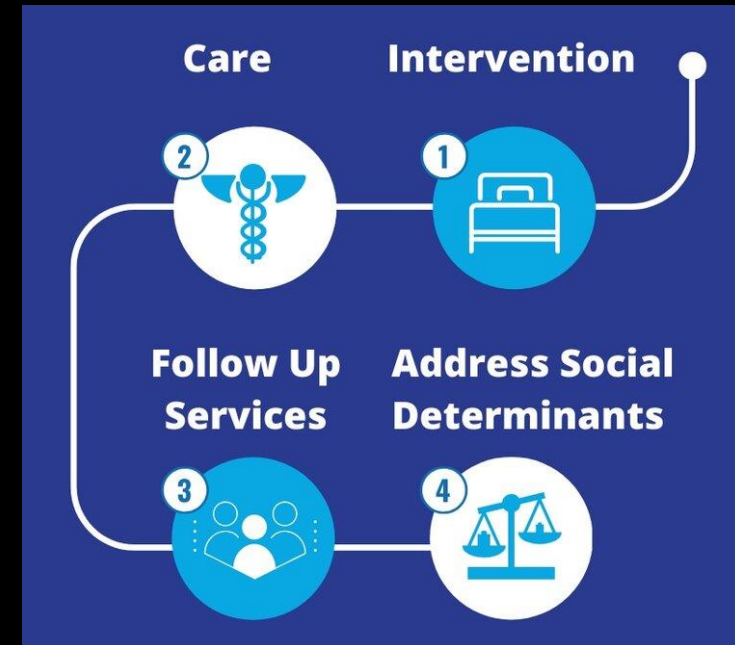 Care
Intervention
2
1
Follow Up
Services
Address Social
Determinants
3
4